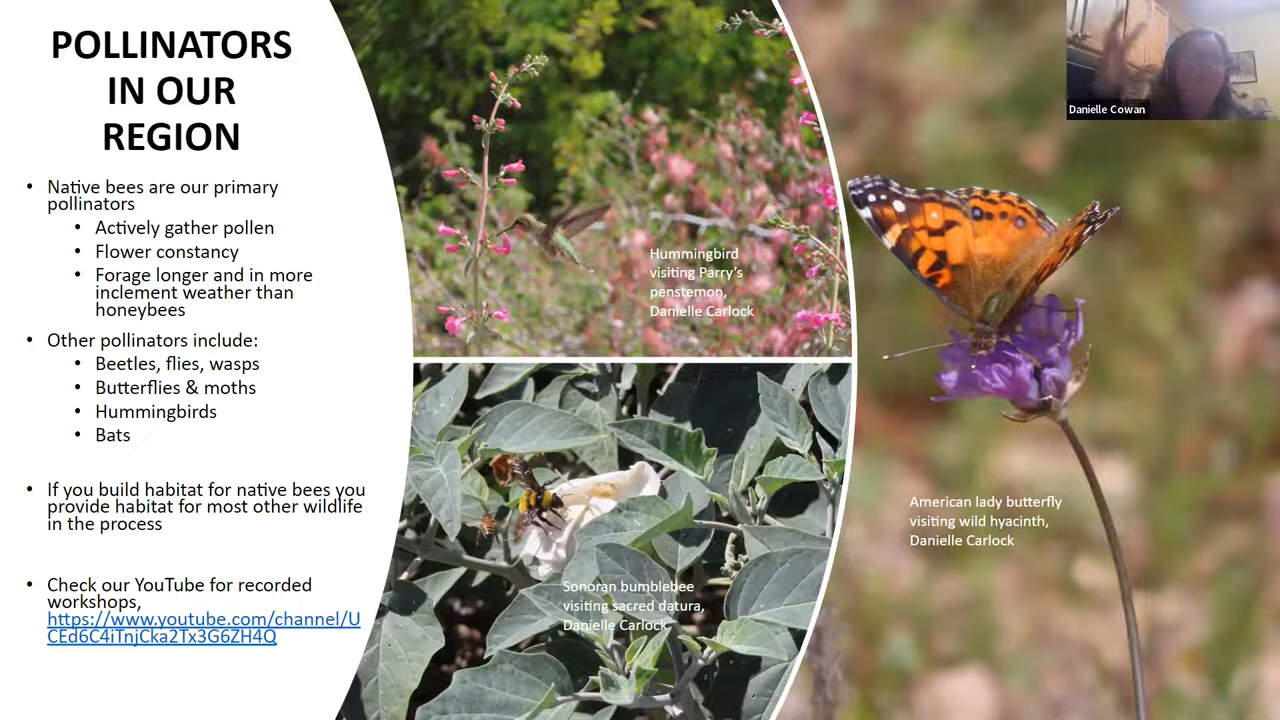 POLLINATORS
IN OUR
REGION
• Native bees are our primary
pollinators
• Actively gather pollen
• Flower constancy
• Forage longer and in more
inclement weather than
honeybees
• Other pollinators include:
• Beetles, flies, wasps
• Butterflies & moths
• Hummingbirds
• Bats
• If you build habitat for native bees you
provide habitat for most other wildlife
in the process
• Check our YouTube for recorded
workshops,
https://www.youtube.com/channel/U
CEd6C4iTnjCka2Tx3G6ZH4Q
Hummingbird
visiting Parry's
penstemon,
Danielle Carlock
Sonoran bumblebee
visiting sacred datura,
Danielle Carlock
American lady butterfly
visiting wild hyacinth,
Danielle Carlock
Danielle Cowan